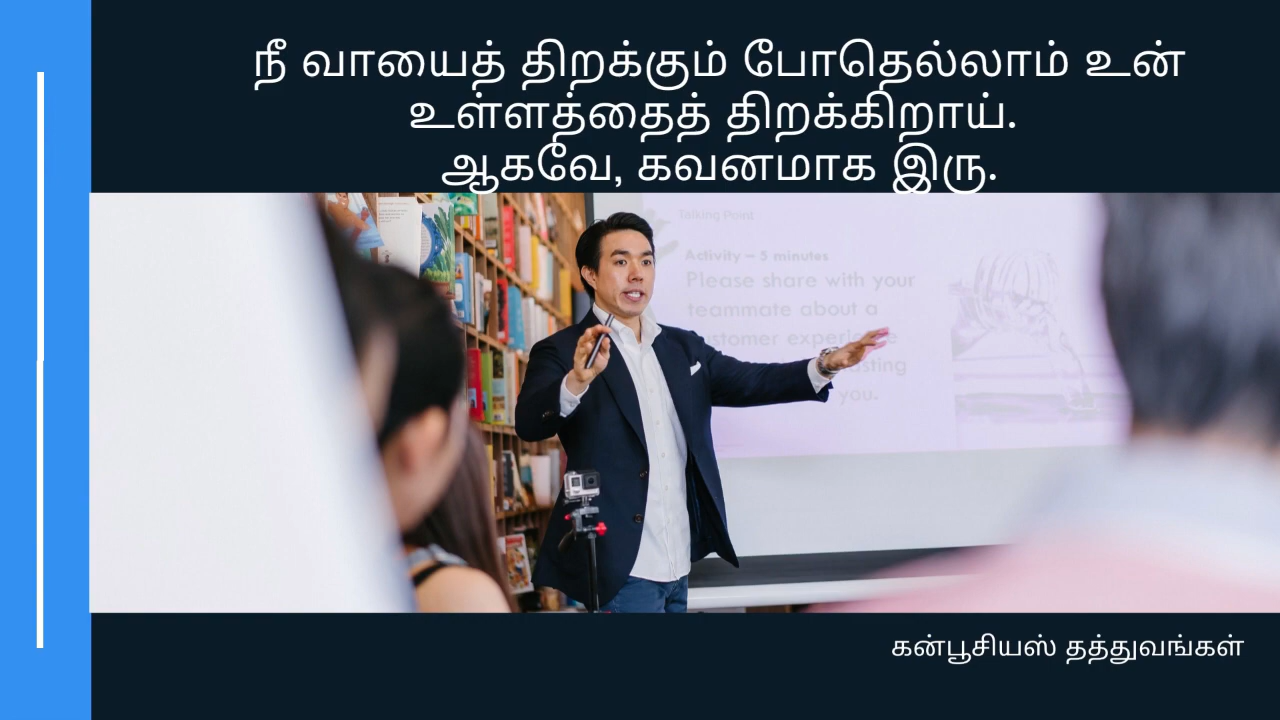 நீ வாயைத் திறக்கும் போதெல்லாம் உன்
உள்ளத்தைத் திறக்கிறாய்.
ஆகவே, கவனமாக இரு.
Talking Point
Activity – 5 minutes
Please share with your
teammate about a
you.
கன்பூசியஸ் தத்துவங்கள்